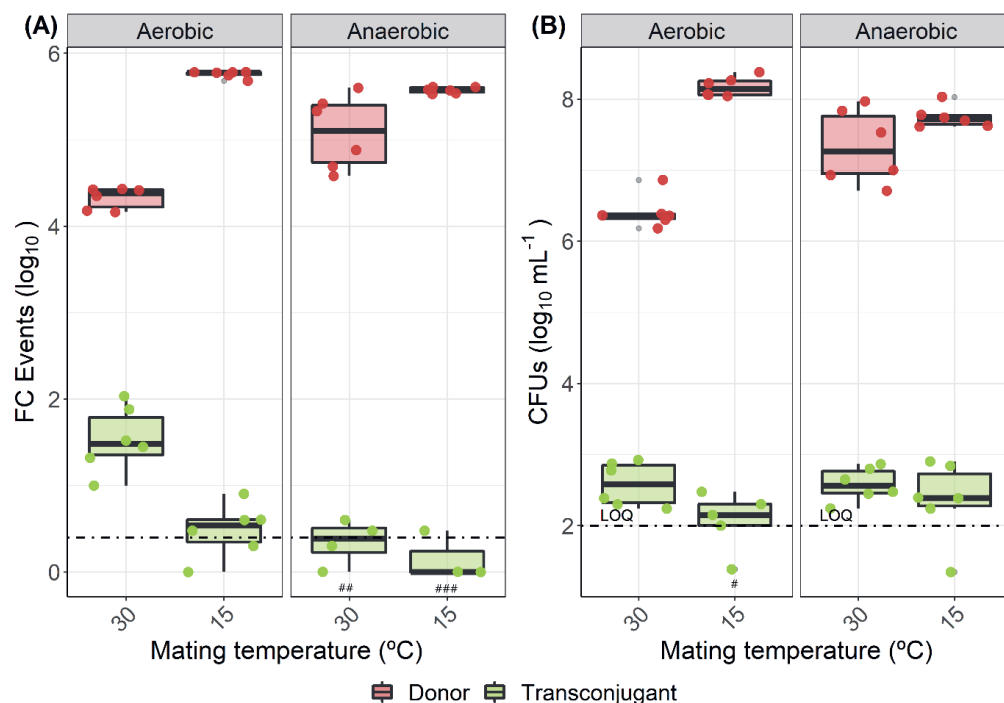 (A)
Aerobic
Anaerobic
FC Events (log10)
6
4
2
0
##
###
30
15
30
15
Mating temperature (ºC)
(B)
Aerobic
Anaerobic
CFUs (log10 mL-1)
8
6
4
2
LOQ
LOQ
#
30
15
30
15
Mating temperature (ºC)
Donor
Transconjugant